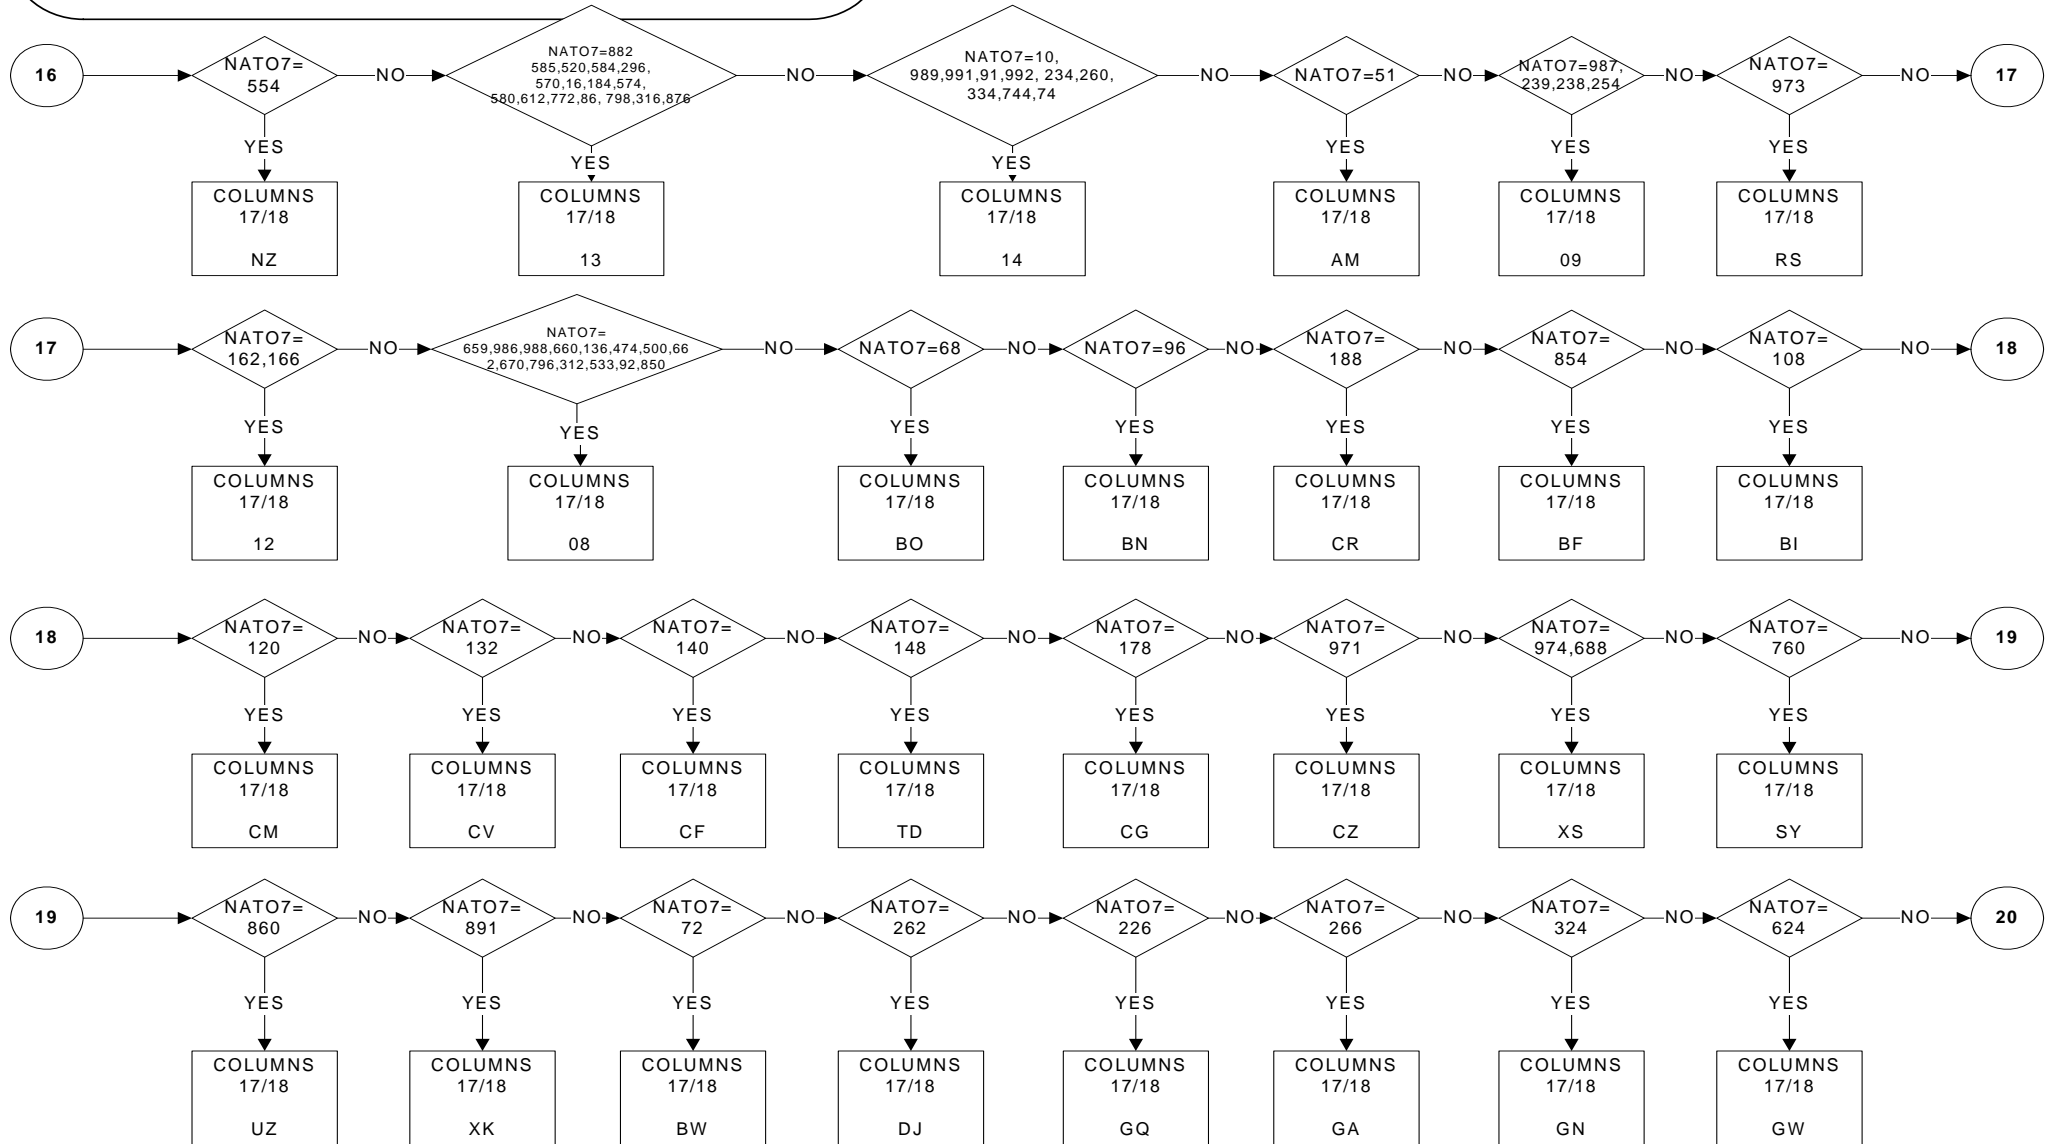 16
NATO7=
554
NO
NATO7=882
585,520,584,296,
570,16,184,574,
580,612,772,86, 798,316,876
NO
NATO7=10,
989,991,91,992, 234,260,
334,744,74
NO
NATO7=51
NO
NATO7=987,
239,238,254
NO
NATO7=
973
NO
17
YES
YES
YES
YES
YES
YES
COLUMNS
17/18
NZ
COLUMNS
17/18
13
COLUMNS
17/18
14
COLUMNS
17/18
AM
COLUMNS
17/18
09
COLUMNS
17/18
RS
17
NATO7=
162,166
NO
NATO7=
659,986,988,660,136,474,500,66
2,670,796,312,533,92,850
NO
NATO7=68
NO
NATO7=96
NO
NATO7=
188
NO
NATO7=
854
NO
NATO7=
108
NO
18
YES
YES
YES
YES
YES
YES
YES
COLUMNS
17/18
12
COLUMNS
17/18
08
COLUMNS
17/18
BO
COLUMNS
17/18
BN
COLUMNS
17/18
CR
COLUMNS
17/18
BF
COLUMNS
17/18
BI
18
NATO7=
120
NO
NATO7=
132
NO
NATO7=
140
NO
NATO7=
148
NO
NATO7=
178
NO
NATO7=
971
NO
NATO7=
974,688
NO
NATO7=
760
NO
19
YES
YES
YES
YES
YES
YES
YES
YES
COLUMNS
17/18
CM
COLUMNS
17/18
CV
COLUMNS
17/18
CF
COLUMNS
17/18
TD
COLUMNS
17/18
CG
COLUMNS
17/18
CZ
COLUMNS
17/18
XS
COLUMNS
17/18
SY
19
NATO7=
860
NO
NATO7=
891
NO
NATO7=
72
NO
NATO7=
262
NO
NATO7=
226
NO
NATO7=
266
NO
NATO7=
324
NO
NATO7=
624
NO
20
YES
YES
YES
YES
YES
YES
YES
YES
COLUMNS
17/18
UZ
COLUMNS
17/18
XK
COLUMNS
17/18
BW
COLUMNS
17/18
DJ
COLUMNS
17/18
GQ
COLUMNS
17/18
GA
COLUMNS
17/18
GN
COLUMNS
17/18
GW